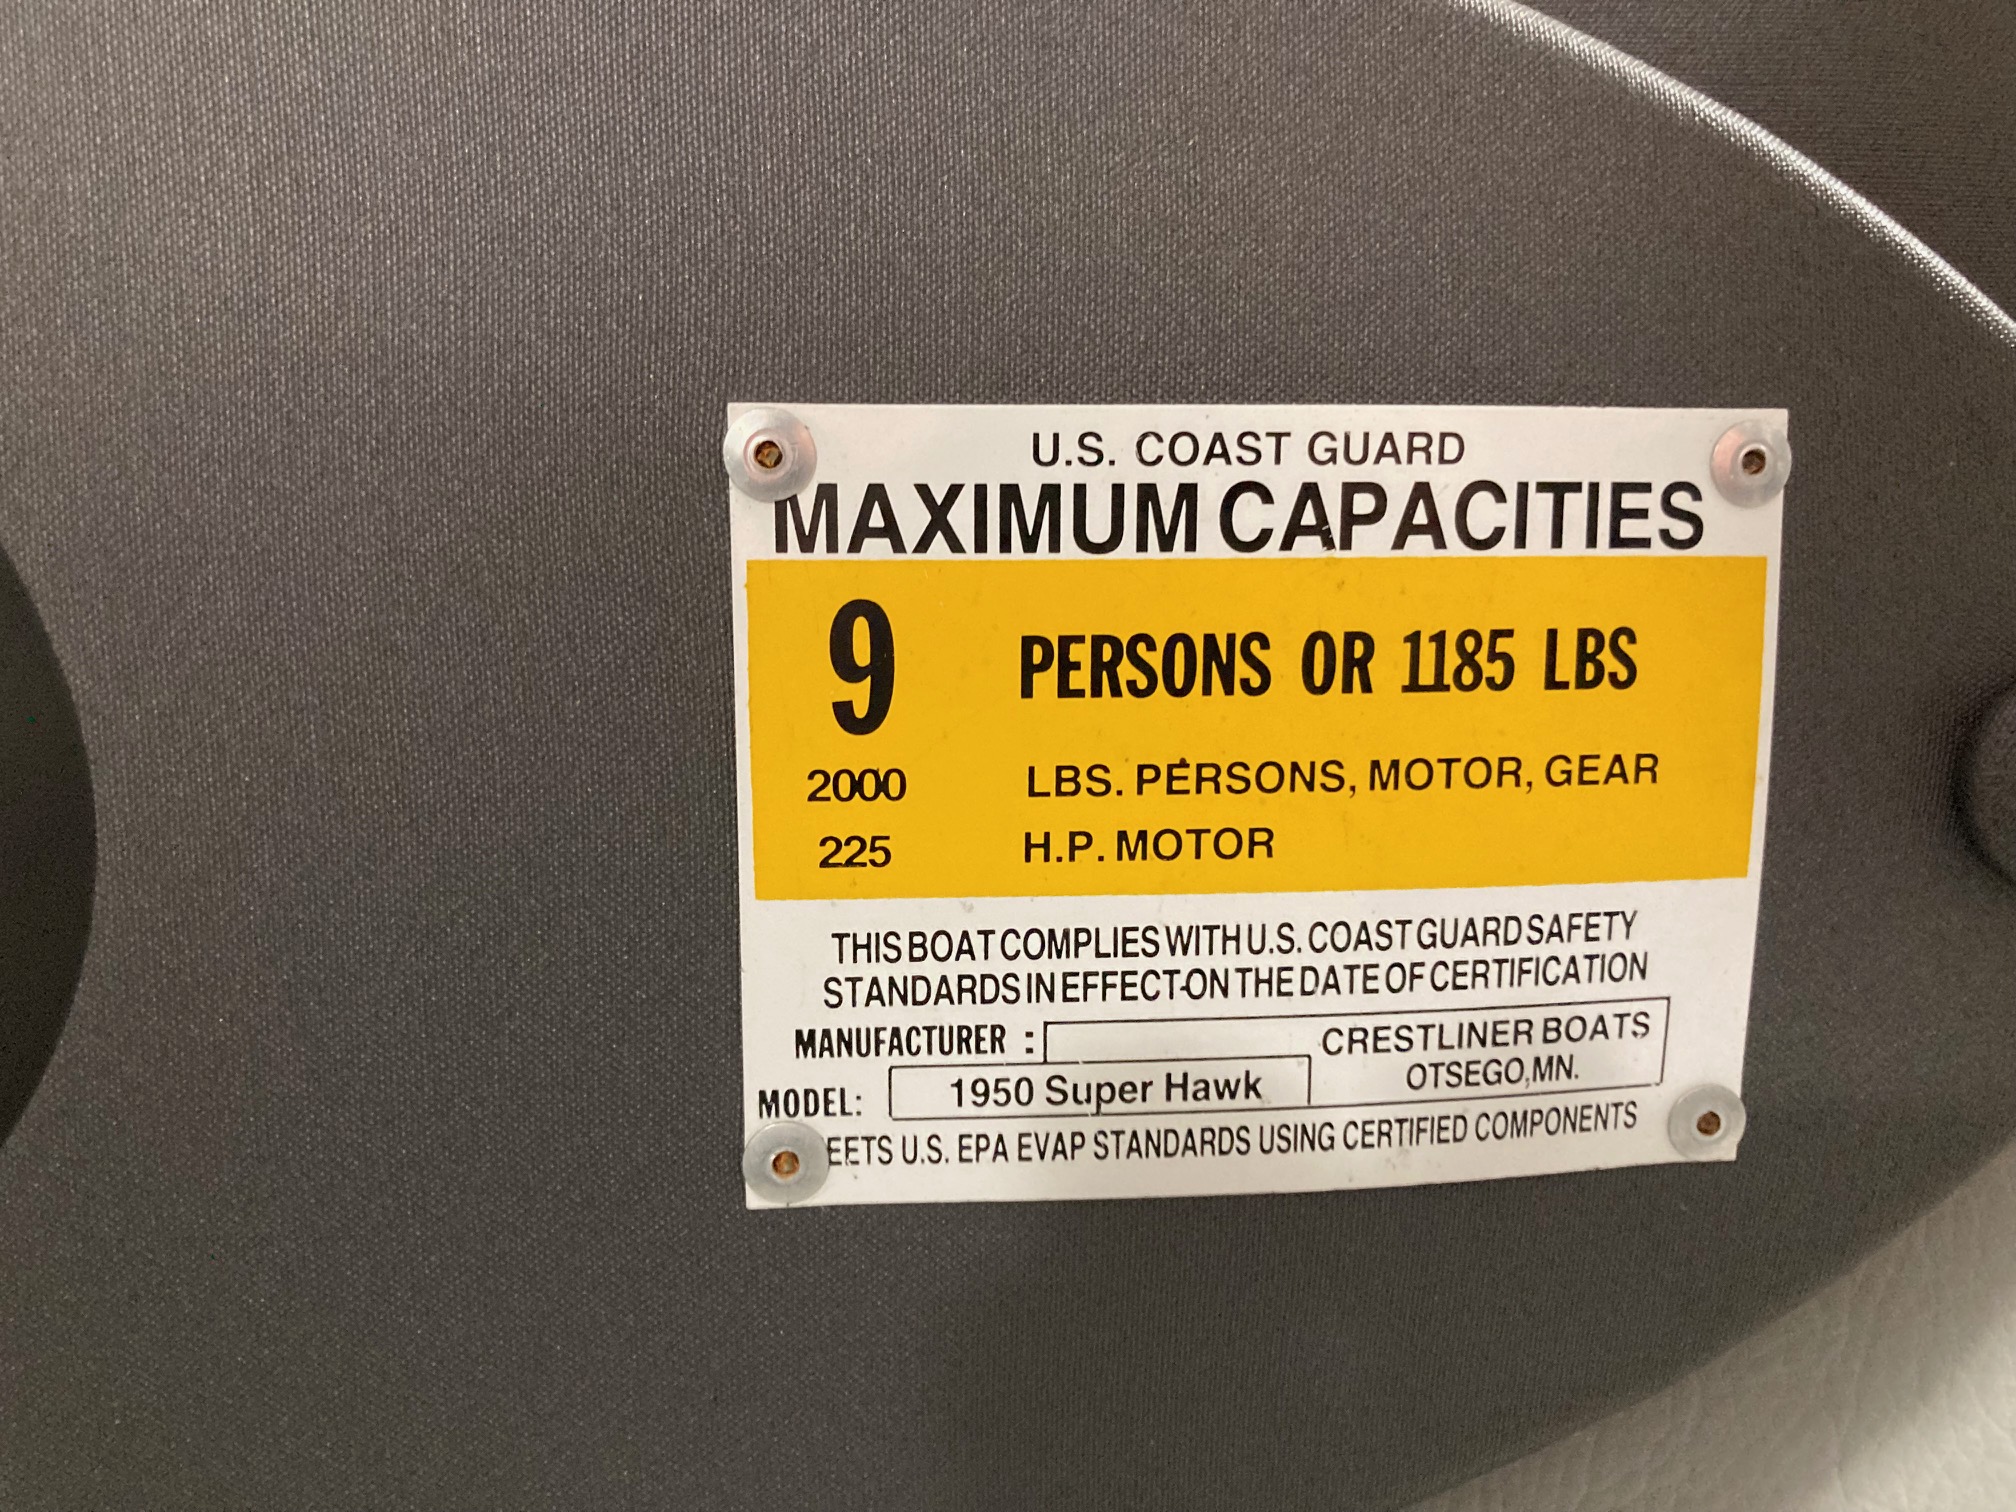 U.S. COAST GUARD
MAXIMUM CAPACITIES
9 PERSONS OR 1185 LBS
2000 LBS. PERSONS, MOTOR, GEAR
225 H.P. MOTOR
THIS BOAT COMPLIES WITH U.S. COAST GUARD SAFETY
STANDARDS IN EFFECT ON THE DATE OF CERTIFICATION
MANUFACTURER : CRESTLINER BOATS
OTSEGO, MN.
MODEL: 1950 Super Hawk
EETS U.S. EPA EVAP STANDARDS USING CERTIFIED COMPONENTS